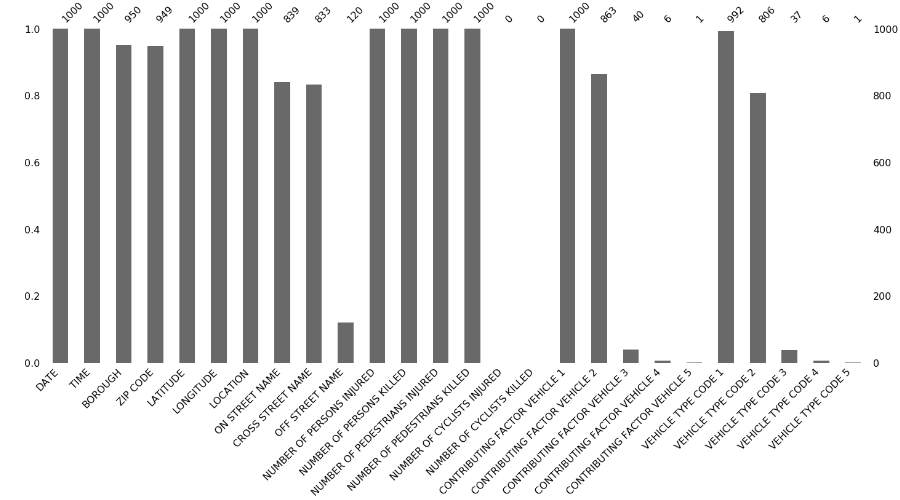 1000 1000 950 949 1000 1000 1000 839 833 120 1000 1000 1000 1000 0 0 1000 863 40 6 1 992 806 37 6 1
1.0 1000
0.8 800
0.6 600
0.4 400
0.2 200
0.0 0
DATE
TIME
BOROUGH
ZIP CODE
LATITUDE
LONGITUDE
LOCATION
ON STREET NAME
CROSS STREET NAME
OFF STREET NAME
NUMBER OF PERSONS INJURED
NUMBER OF PERSONS KILLED
NUMBER OF PEDESTRIANS INJURED
NUMBER OF PEDESTRIANS KILLED
NUMBER OF CYCLISTS INJURED
NUMBER OF CYCLISTS KILLED
CONTRIBUTING FACTOR VEHICLE 1
CONTRIBUTING FACTOR VEHICLE 2
CONTRIBUTING FACTOR VEHICLE 3
CONTRIBUTING FACTOR VEHICLE 4
CONTRIBUTING FACTOR VEHICLE 5
VEHICLE TYPE CODE 1
VEHICLE TYPE CODE 2
VEHICLE TYPE CODE 3
VEHICLE TYPE CODE 4
VEHICLE TYPE CODE 5